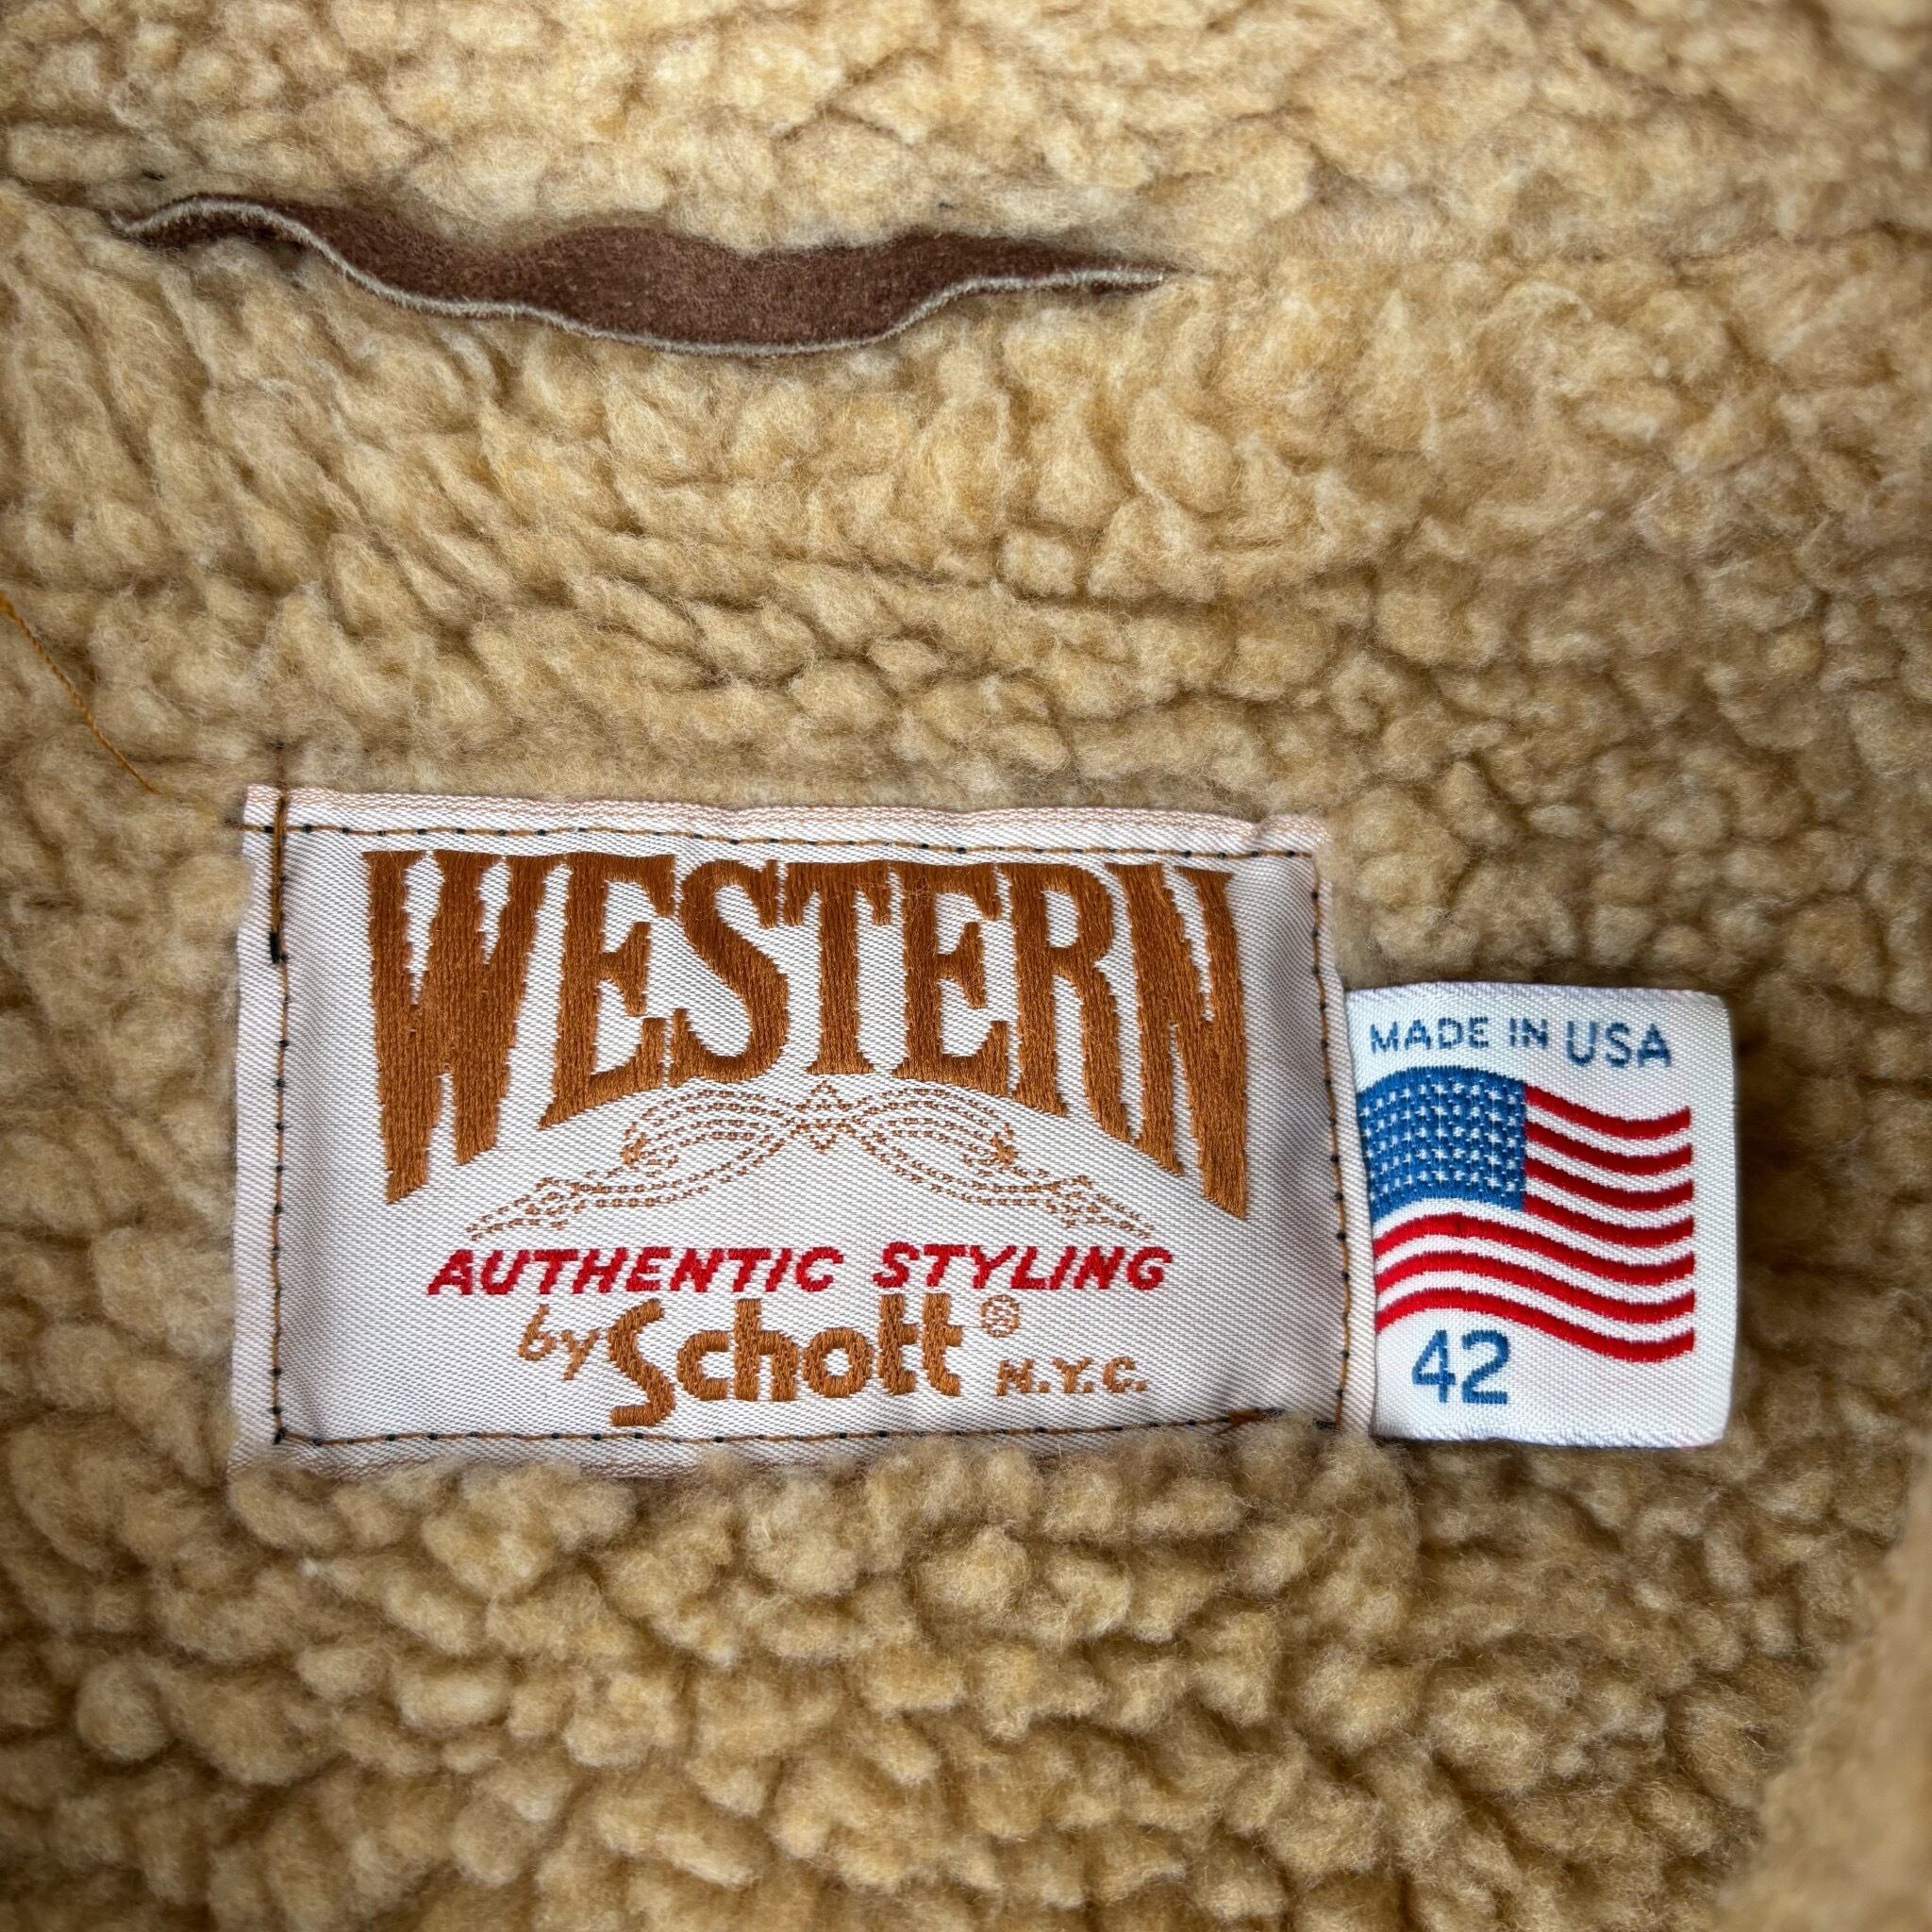 WESTERN
AUTHENTIC STYLING
by Schott® N.Y.C.
MADE IN USA
42